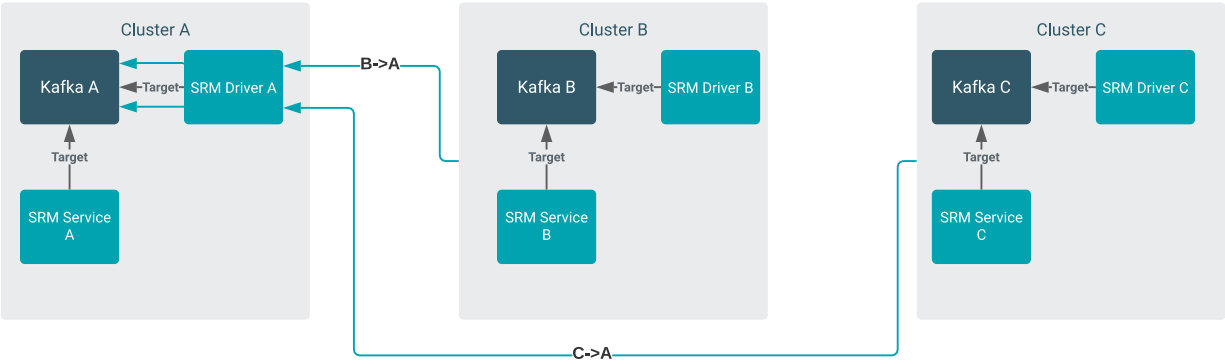 Cluster A
Cluster B
Cluster C
B->A
Kafka A
Target
SRM Driver A
Kafka B
Target
SRM Driver B
Kafka C
Target
SRM Driver C
Target
Target
Target
SRM Service
A
SRM Service
B
SRM Service
C
C->A